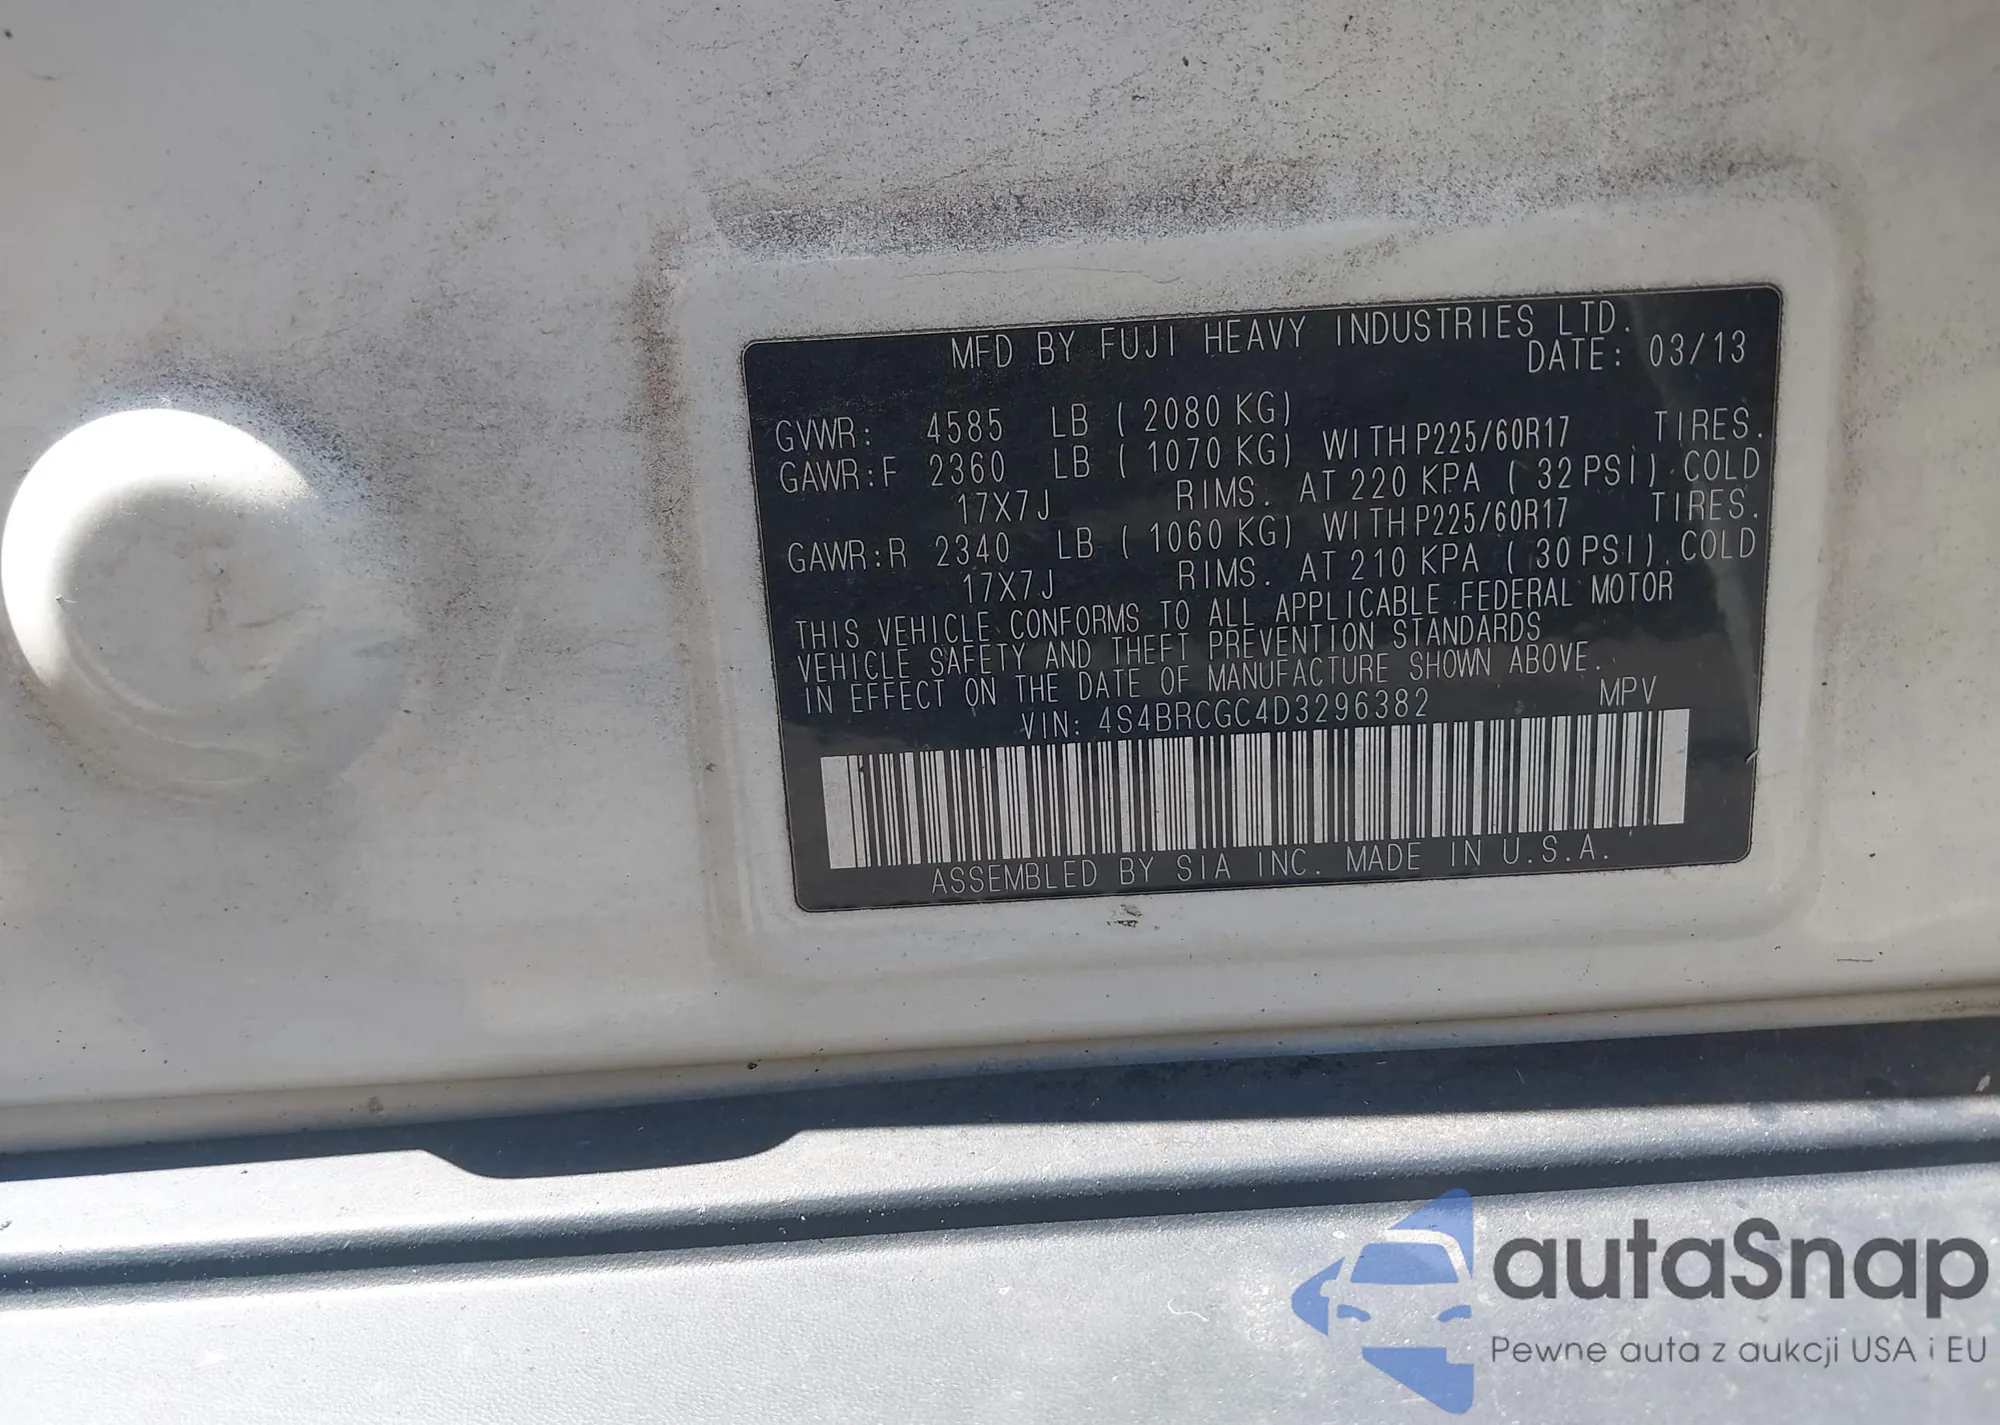 MFD BY FUJI HEAVY INDUSTRIES LTD.
DATE: 03/13
GVWR: 4585 LB ( 2080 KG)
GAWR:F 2360 LB ( 1070 KG) WITH P225/60R17 TIRES.
17X7J RIMS. AT 220 KPA ( 32 PSI) COLD
GAWR:R 2340 LB ( 1060 KG) WITH P225/60R17 TIRES.
17X7J RIMS. AT 210 KPA ( 30 PSI). COLD
THIS VEHICLE CONFORMS TO ALL APPLICABLE FEDERAL MOTOR
VEHICLE SAFETY AND THEFT PREVENTION STANDARDS
IN EFFECT ON THE DATE OF MANUFACTURE SHOWN ABOVE.
VIN: 4S4BRCGC4D3296382 MPV
ASSEMBLED BY SIA INC. MADE IN U.S.A.
autaSnap
Pewne auta z aukcji USA i EU